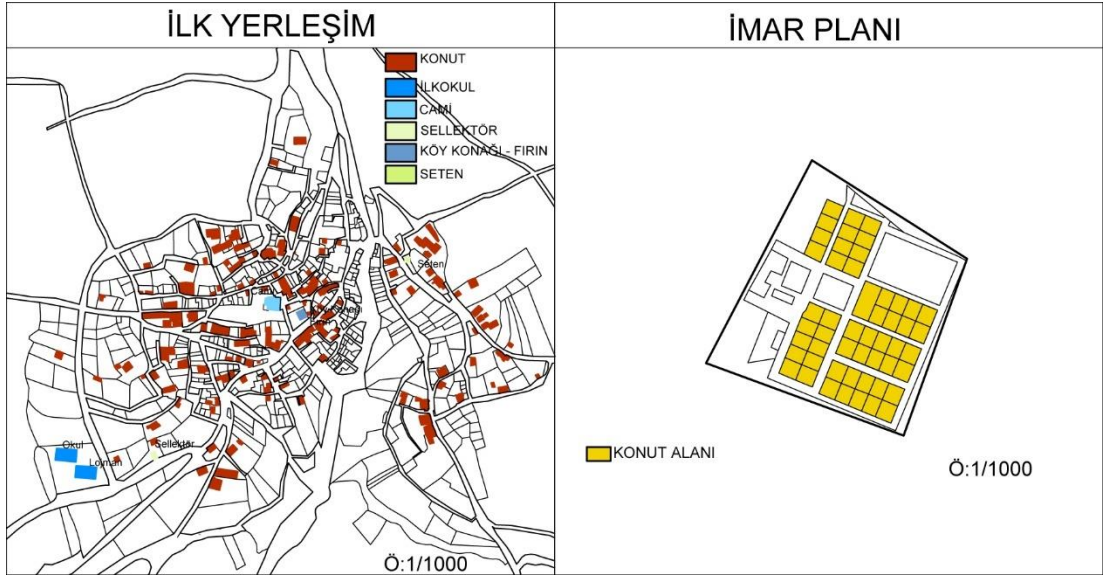 İLK YERLEŞİM
KONUT
İLKOKUL
CAMİ
SELLEKTÖR
KÖY KONAĞI - FIRIN
SETEN
Seten
Sellektör
Okul
Lojman
Ö:1/1000
İMAR PLANI
KONUT ALANI
Ö:1/1000